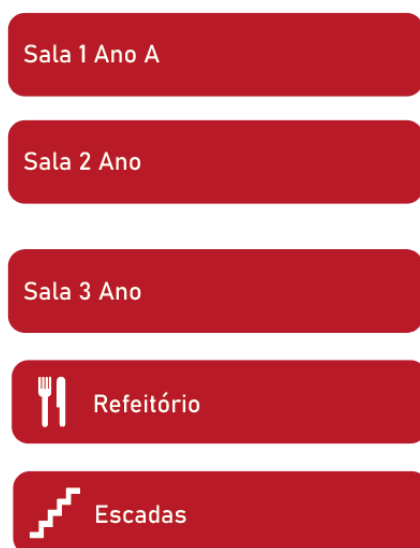 Sala 1 Ano A
Sala 2 Ano
Sala 3 Ano
Refeitório
Escadas